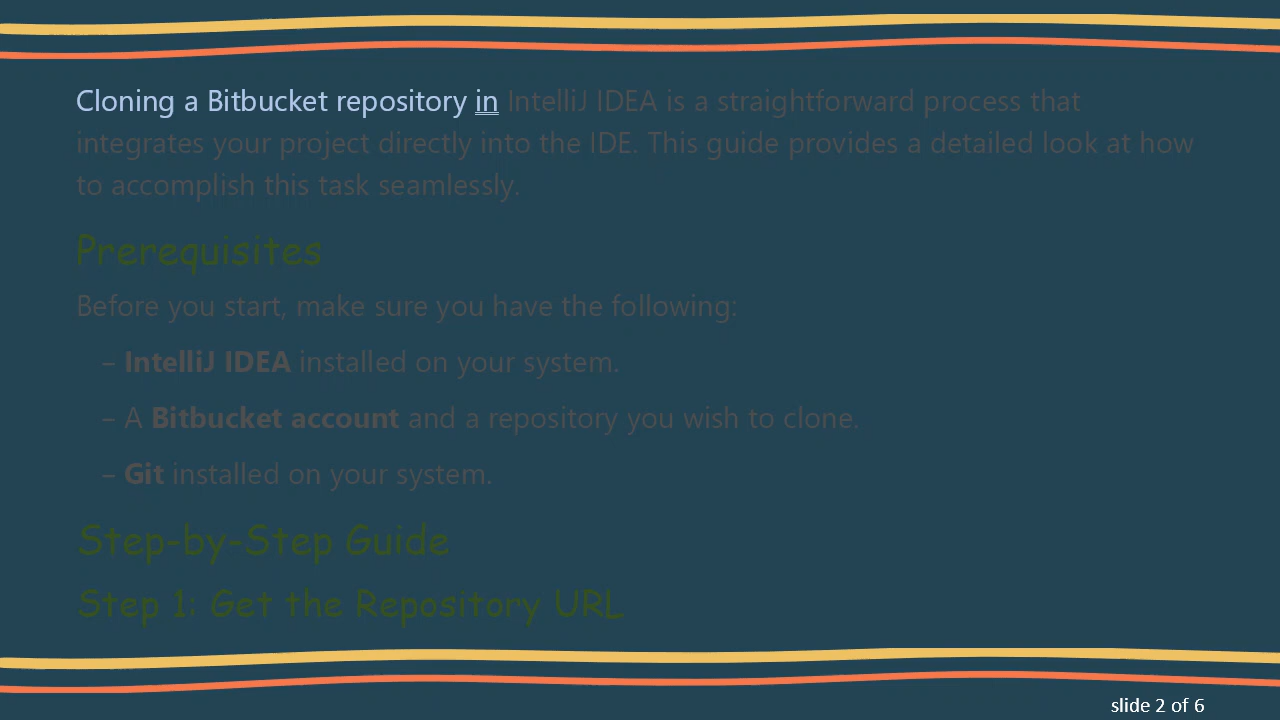 Cloning a Bitbucket repository in IntelliJ IDEA is a straightforward process that
integrates your project directly into the IDE. This guide provides a detailed look at how
to accomplish this task seamlessly.
Prerequisites
Before you start, make sure you have the following:
– IntelliJ IDEA installed on your system.
– A Bitbucket account and a repository you wish to clone.
– Git installed on your system.
Step-by-Step Guide
Step 1: Get the Repository URL
slide 2 of 6